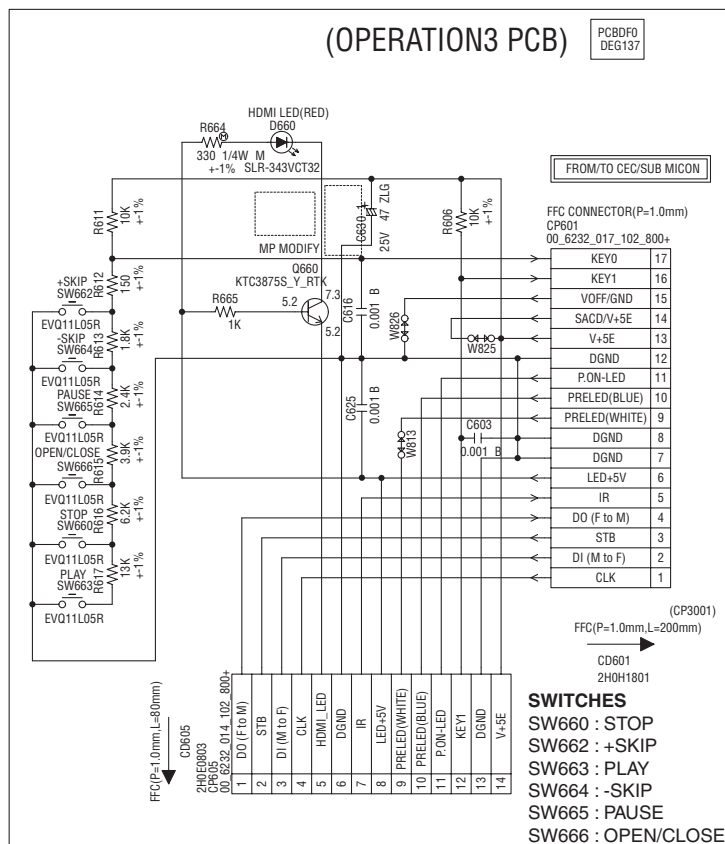 (OPERATION3 PCB)
PCBDF0
DEG137
HDMI LED(RED)
D660
R664
M
330 1/4W M
+-1%
SLR-343VCT32
FROM/TO CEC/SUB MICON
R611
10K
+-1%
MP MODIFY
C630
+
25V 47 ZLG
R606
10K
+-1%
FFC CONNECTOR(P=1.0mm)
CP601
00_6232_017_102_800+
KEY0 17
KEY1 16
VOFF/GND 15
SACD/V+5E 14
V+5E 13
DGND 12
P.ON-LED 11
PRELED(BLUE) 10
PRELED(WHITE) 9
DGND 8
DGND 7
LED+5V 6
IR 5
DO (F to M) 4
STB 3
DI (M to F) 2
CLK 1
R612
150
+-1%
+SKIP
SW662
EVQ11L05R
R613
1.8K
+-1%
-SKIP
SW664
EVQ11L05R
R614
2.4K
+-1%
PAUSE
SW665
EVQ11L05R
R615
3.9K
+-1%
OPEN/CLOSE
SW666
EVQ11L05R
R616
6.2K
+-1%
STOP
SW660
EVQ11L05R
R617
13K
+-1%
PLAY
SW663
EVQ11L05R
Q660
KTC3875S_Y_RTK
7.3
5.2
5.2
R665
1K
C616
0.001 B
C625
0.001 B
W826
W825
W813
C603
0.001 B
(CP3001)
FFC(P=1.0mm,L=200mm)
CD601
2H0H1801
FFC(P=1.0mm,L=80mm)
CD605
2H0E0803
CP605
00_6232_014_102_800+
1 DO (F to M)
2 STB
3 DI (M to F)
4 CLK
5 HDMI_LED
6 DGND
7 IR
8 LED+5V
9 PRELED(WHITE)
10 PRELED(BLUE)
11 P.ON-LED
12 KEY1
13 DGND
14 V+5E
SWITCHES
SW660 : STOP
SW662 : +SKIP
SW663 : PLAY
SW664 : -SKIP
SW665 : PAUSE
SW666 : OPEN/CLOSE